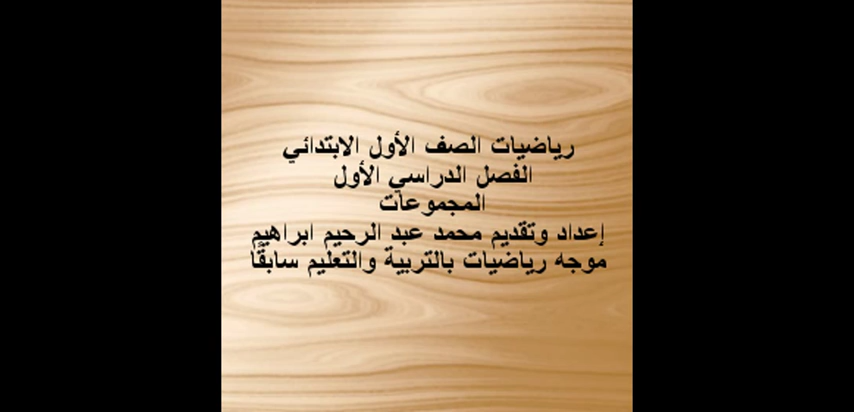 رياضيات الصف الأول الابتدائي
الفصل الدراسي الأول
المجموعات
إعداد وتقديم محمد عبد الرحيم ابراهيم
موجه رياضيات بالتربية والتعليم سابقًا